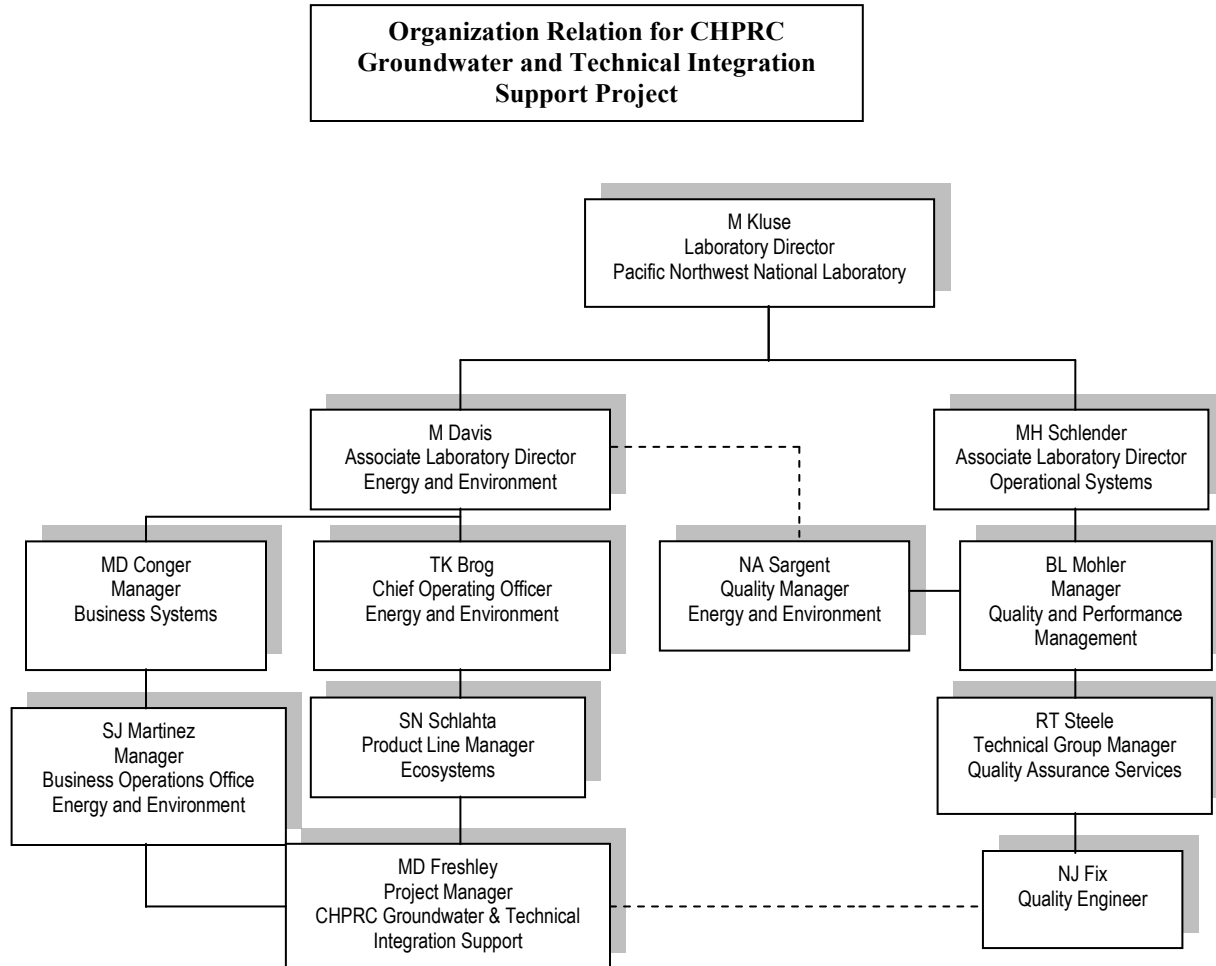 Organization Relation for CHPRC
Groundwater and Technical Integration
Support Project
M Kluse
Laboratory Director
Pacific Northwest National Laboratory
M Davis
Associate Laboratory Director
Energy and Environment
MH Schlender
Associate Laboratory Director
Operational Systems
MD Conger
Manager
Business Systems
TK Brog
Chief Operating Officer
Energy and Environment
NA Sargent
Quality Manager
Energy and Environment
BL Mohler
Manager
Quality and Performance
Management
SJ Martinez
Manager
Business Operations Office
Energy and Environment
SN Schlahta
Product Line Manager
Ecosystems
RT Steele
Technical Group Manager
Quality Assurance Services
MD Freshley
Project Manager
CHPRC Groundwater & Technical
Integration Support
NJ Fix
Quality Engineer